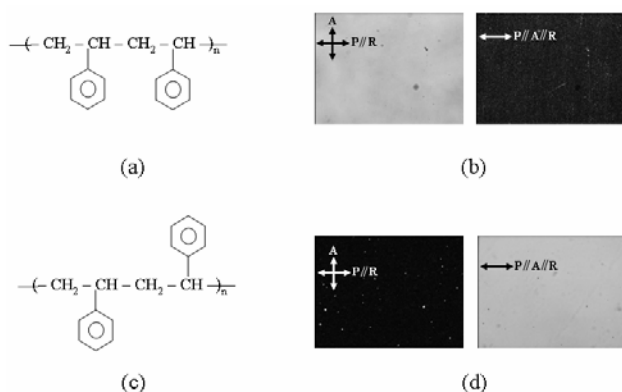 —(— CH₂ – CH – CH₂ – CH –)ₙ
(a)
A
P//R
P//A//R
(b)
—(— CH₂ – CH – CH₂ – CH –)ₙ
(c)
A
P//R
P//A//R
(d)